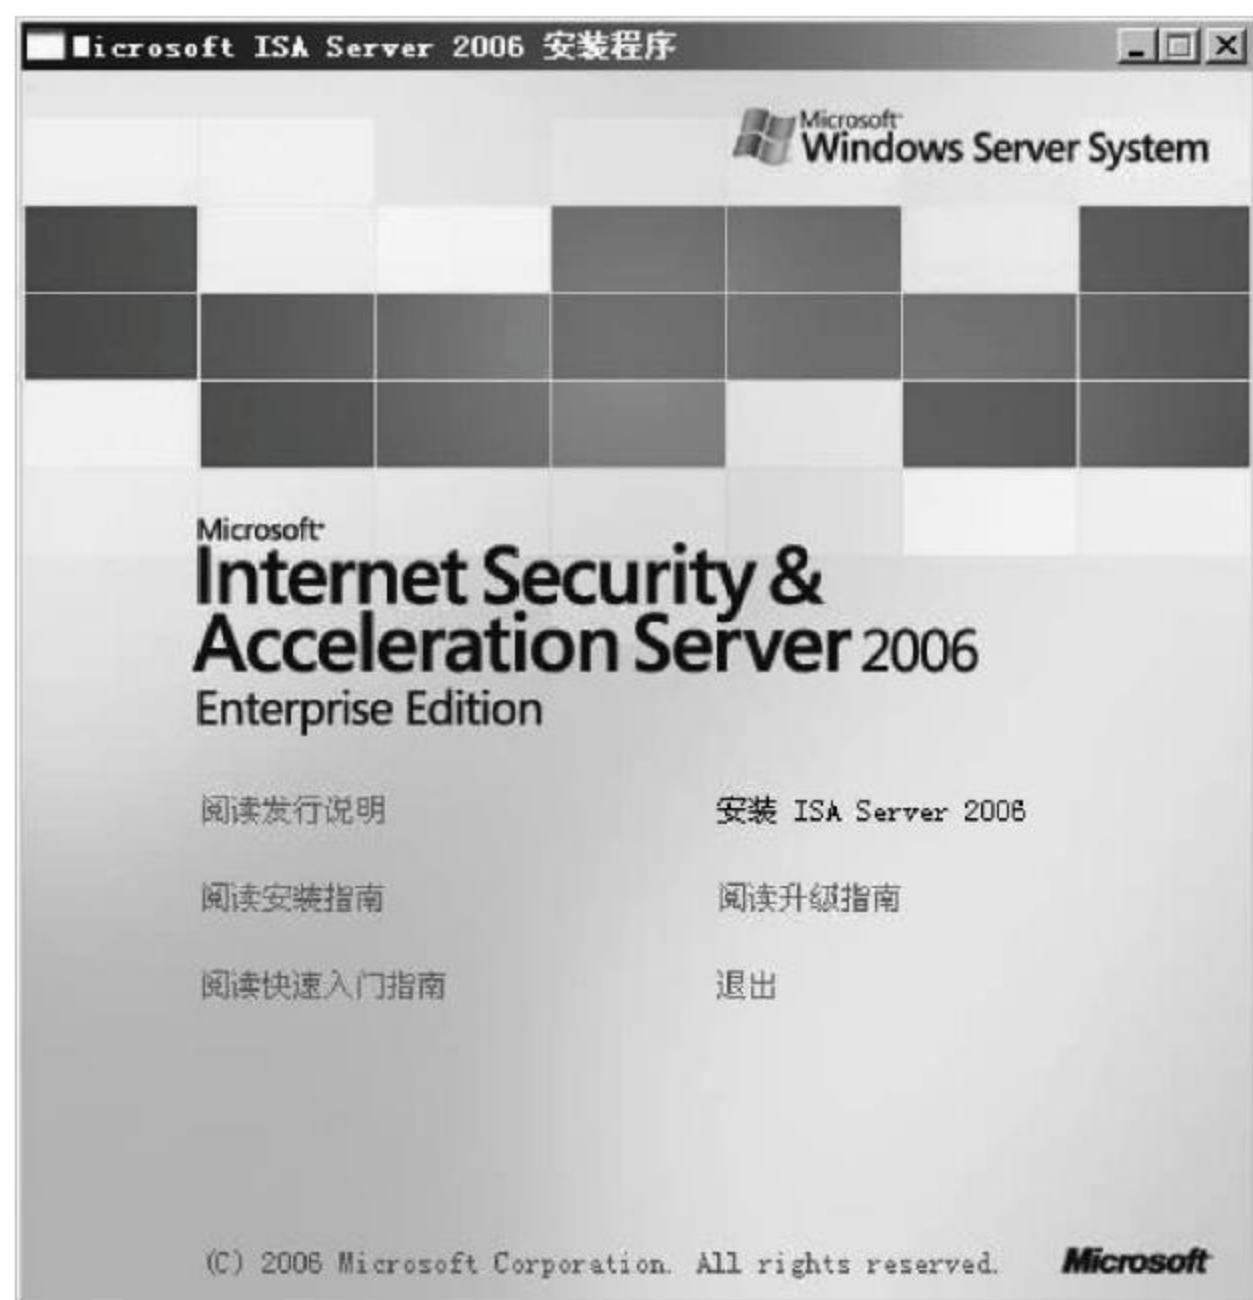 Microsoft ISA Server 2006 安装程序
Microsoft
Windows Server System
Microsoft
Internet Security &
Acceleration Server 2006
Enterprise Edition
阅读发行说明
安装 ISA Server 2006
阅读安装指南
阅读升级指南
阅读快速入门指南
退出
(C) 2006 Microsoft Corporation. All rights reserved.
Microsoft